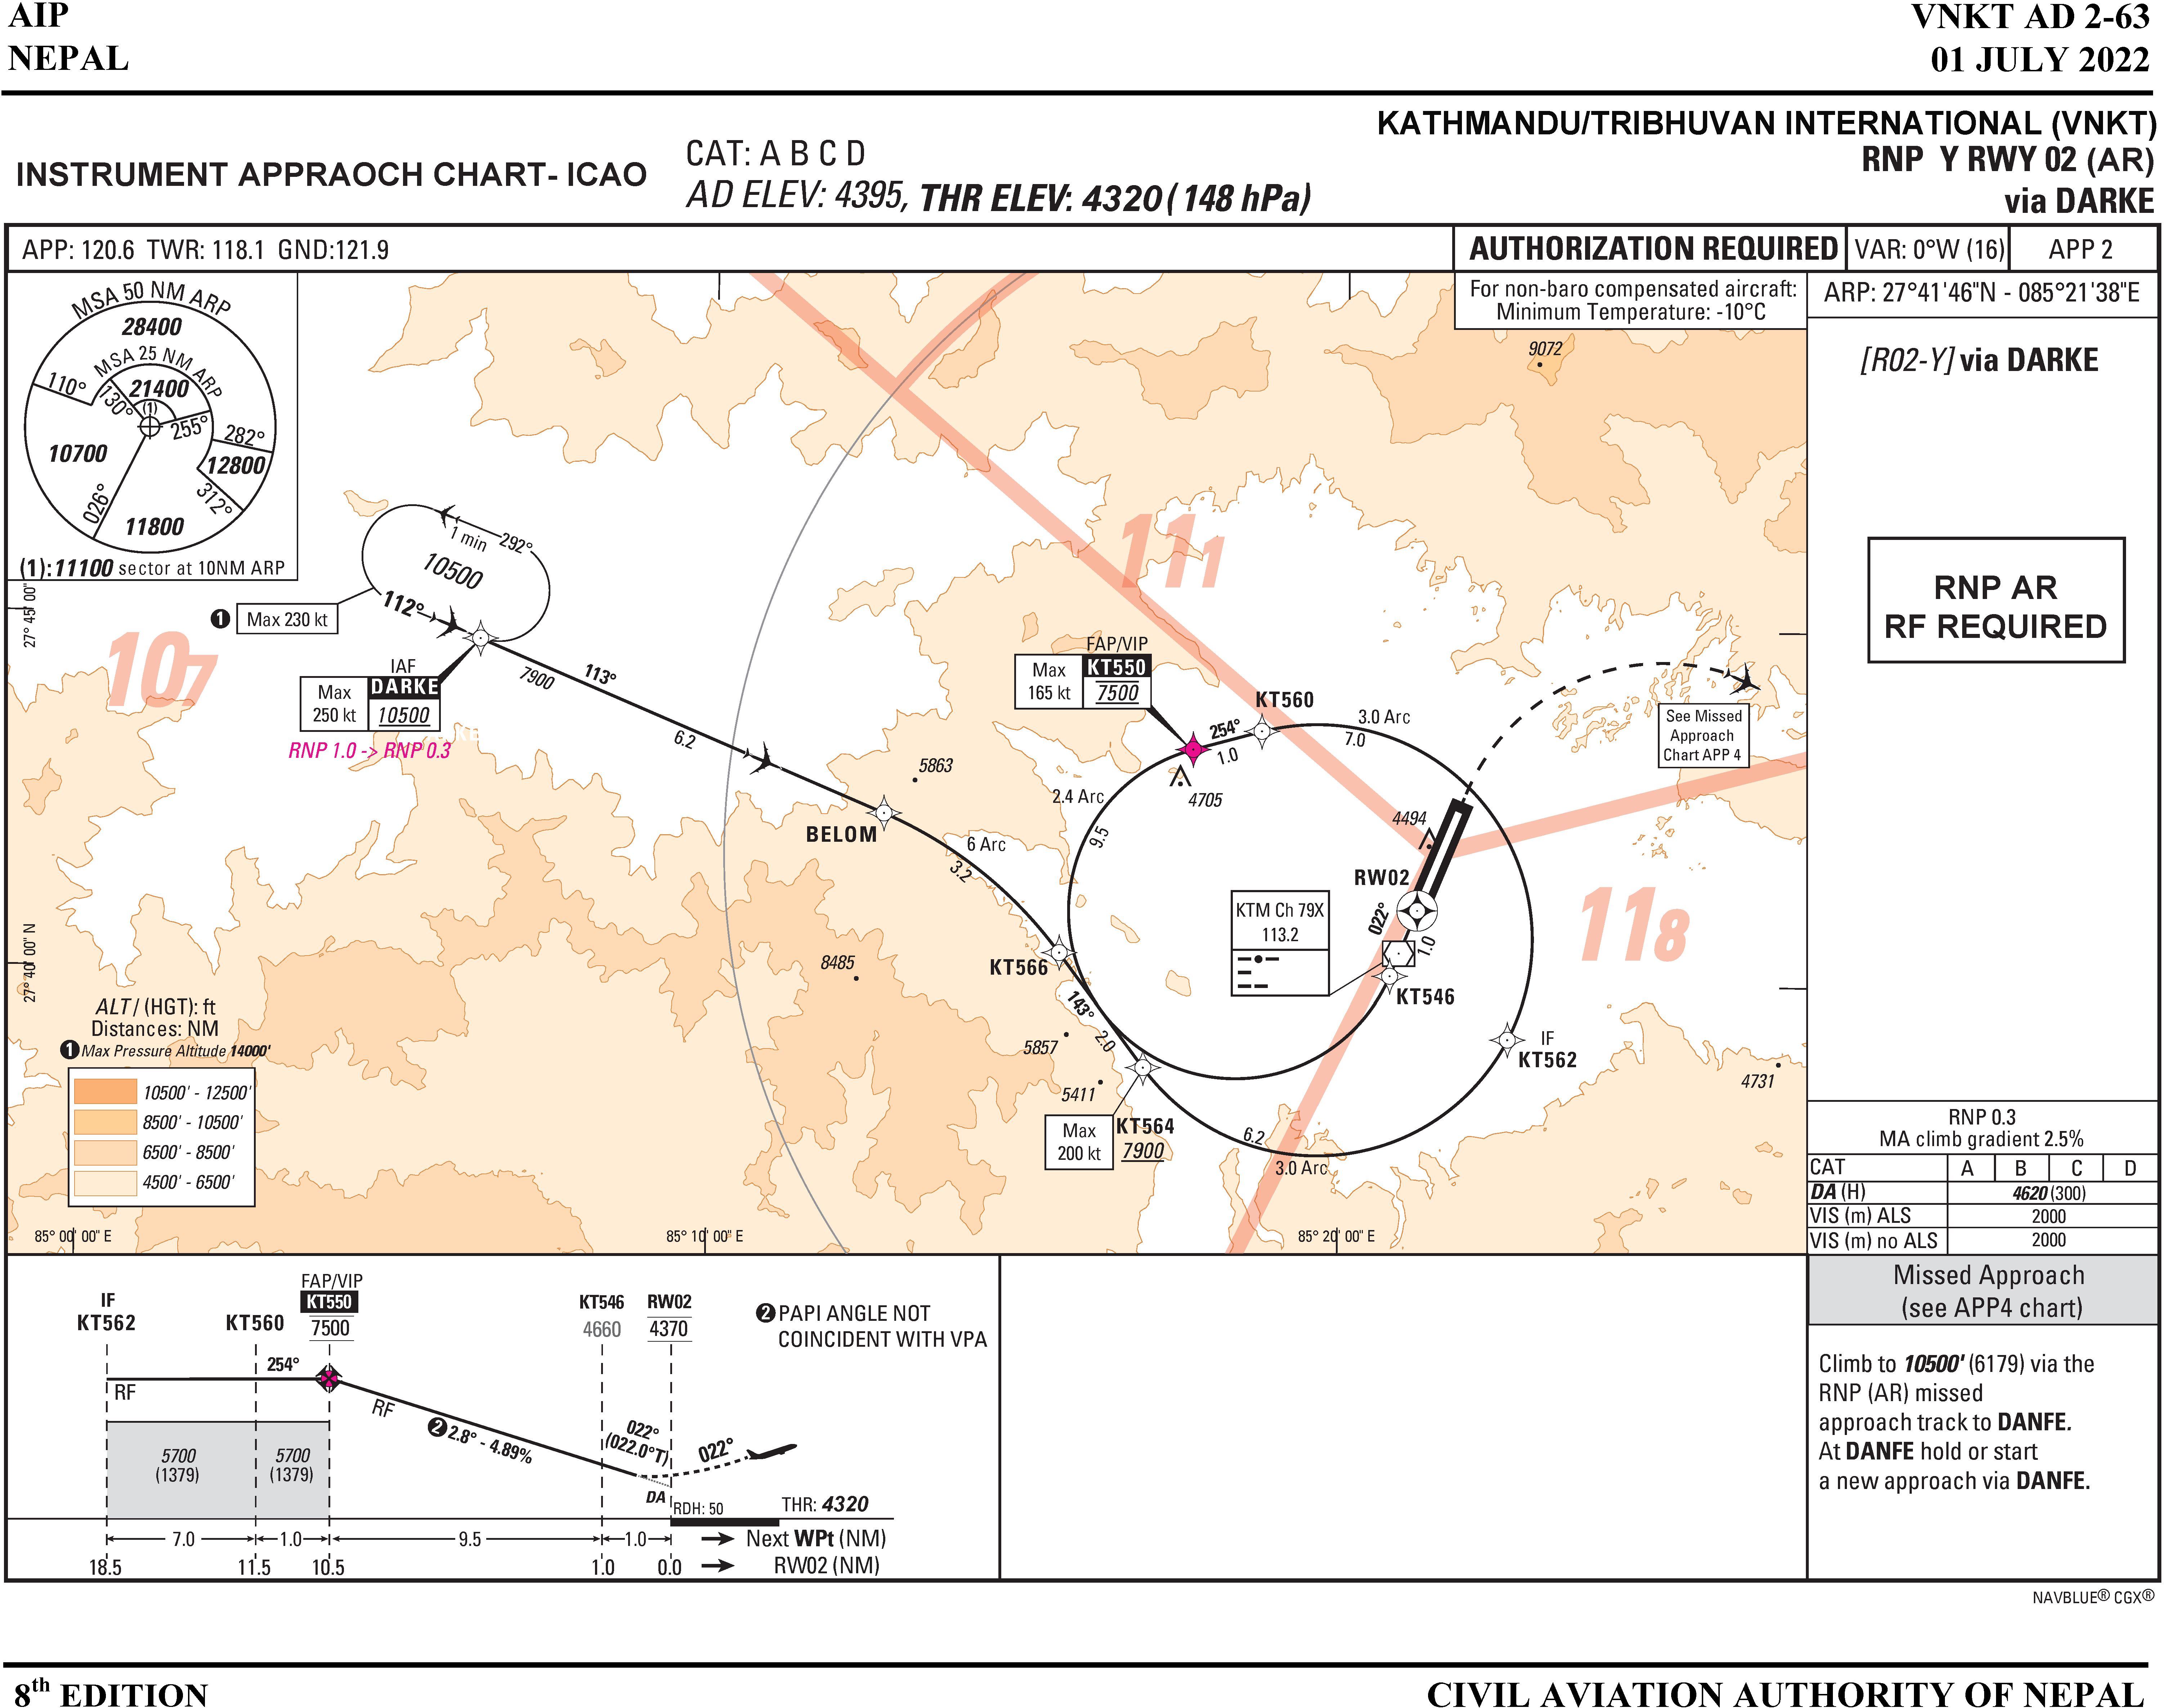 AIP
NEPAL
VNKT AD 2-63
01 JULY 2022
INSTRUMENT APPRAOCH CHART- ICAO
CAT: A B C D
AD ELEV: 4395, THR ELEV: 4320 (148 hPa)
KATHMANDU/TRIBHUVAN INTERNATIONAL (VNKT)
RNP Y RWY 02 (AR)
via DARKE
APP: 120.6 TWR: 118.1 GND:121.9
AUTHORIZATION REQUIRED
VAR: 0°W (16)
APP 2
For non-baro compensated aircraft:
Minimum Temperature: -10°C
ARP: 27°41'46"N - 085°21'38"E
[R02-Y] via DARKE
RNP AR
RF REQUIRED
MSA 50 NM ARP
28400
MSA 25 NM ARP
21400
(1)
110°
130°
255°
282°
10700
12800
026°
312°
11800
(1):11100 sector at 10NM ARP
9072
27° 45' 00"
1 min
292°
10500
112°
1 Max 230 kt
107
111
118
IAF
DARKE
Max
250 kt
10500
RNP 1.0 -> RNP 0.3
7900
113°
6.2
FAP/VIP
KT550
Max
165 kt
7500
KT560
254°
1.0
3.0 Arc
7.0
See Missed
Approach
Chart APP 4
5863
4705
2.4 Arc
9.5
BELOM
6 Arc
3.2
4494
RW02
022°
1.0
KTM Ch 79X
113.2
KT546
KT566
8485
143°
2.0
5857
5411
IF
KT562
4731
KT564
Max
200 kt
7900
6.2
3.0 Arc
27° 40' 00" N
ALT/ (HGT): ft
Distances: NM
1 Max Pressure Altitude 14000'
10500' - 12500'
8500' - 10500'
6500' - 8500'
4500' - 6500'
85° 00' 00" E
85° 10' 00" E
85° 20' 00" E
RNP 0.3
MA climb gradient 2.5%
CAT A B C D
DA (H) 4620 (300)
VIS (m) ALS 2000
VIS (m) no ALS 2000
Missed Approach
(see APP4 chart)
Climb to 10500' (6179) via the
RNP (AR) missed
approach track to DANFE.
At DANFE hold or start
a new approach via DANFE.
IF
KT562
KT560
FAP/VIP
KT550
7500
KT546
4660
RW02
4370
2 PAPI ANGLE NOT
COINCIDENT WITH VPA
254°
RF
RF
2 2.8° - 4.89%
022°
(022.0°T)
022°
5700
(1379)
5700
(1379)
DA
RDH: 50
THR: 4320
7.0 1.0 9.5 1.0 Next WPt (NM)
18.5 11.5 10.5 1.0 0.0 RW02 (NM)
NAVBLUE® CGX®
8th EDITION
CIVIL AVIATION AUTHORITY OF NEPAL